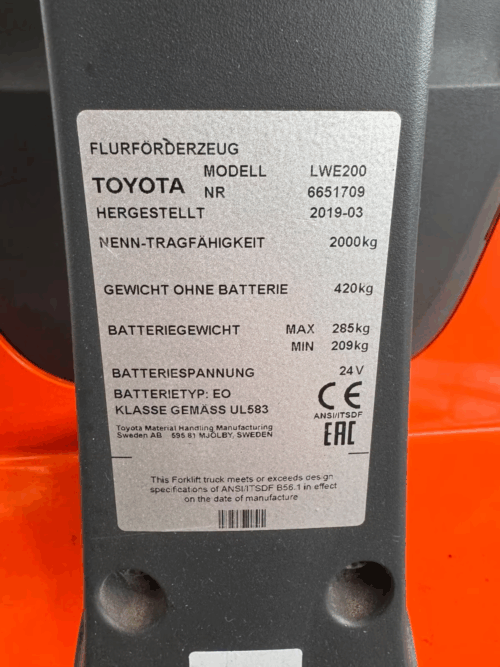 FLURFÖRDERZEUG
MODELL LWE200
TOYOTA NR 6651709
HERGESTELLT 2019-03
NENN-TRAGFÄHIGKEIT 2000kg
GEWICHT OHNE BATTERIE 420kg
BATTERIEGEWICHT MAX 285kg
MIN 209kg
BATTERIESPANNUNG 24V
BATTERIETYP: EO CE
KLASSE GEMÄSS UL583 ANSI/ITSDF
Toyota Material Handling Manufacturing
Sweden AB 595 81 MJÖLBY, SWEDEN EAC
This Forklift truck meets or exceeds design
specifications of ANSI/ITSDF B56.1 in effect
on the date of manufacture